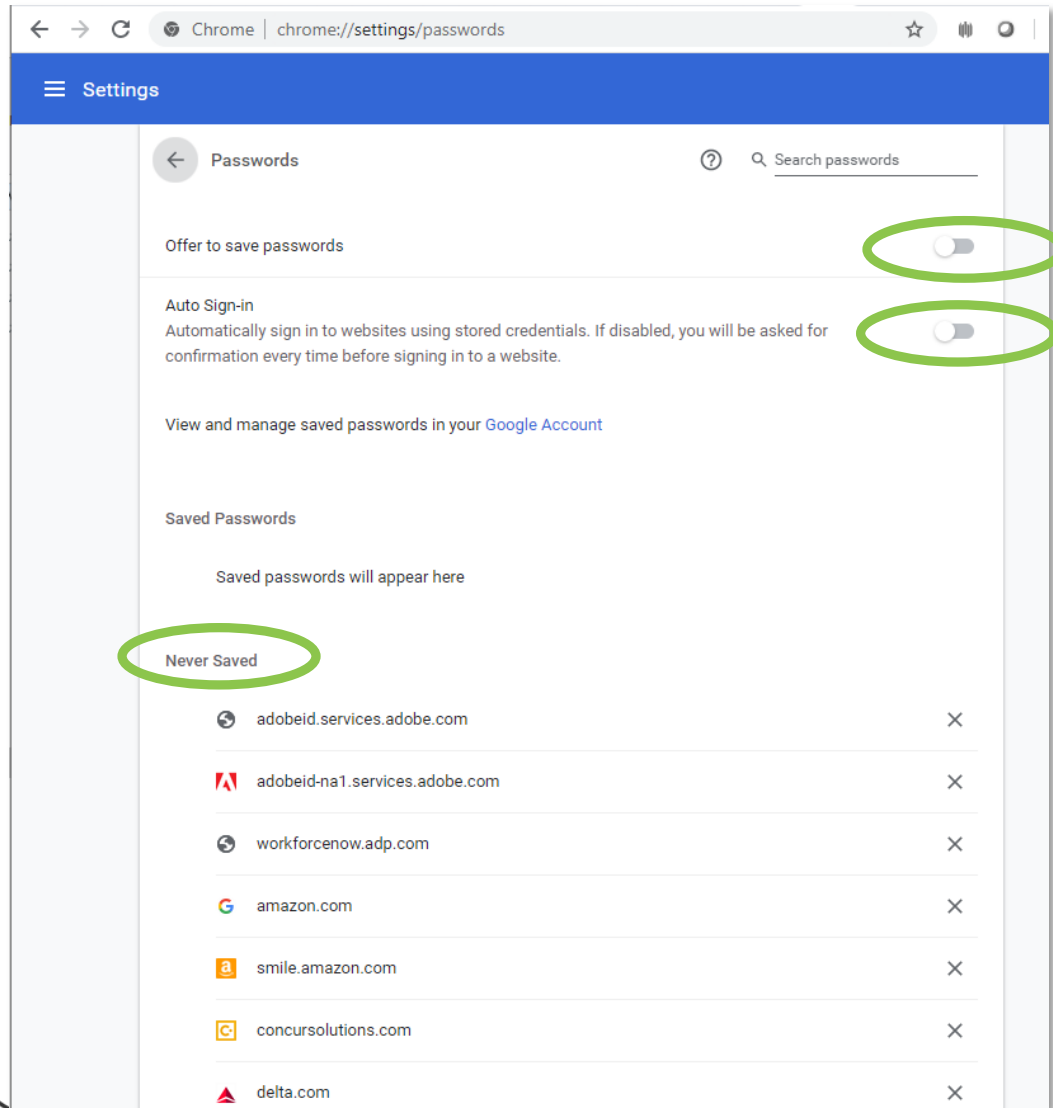 Chrome | chrome://settings/passwords
Settings
Passwords
Search passwords
Offer to save passwords
Auto Sign-in
Automatically sign in to websites using stored credentials. If disabled, you will be asked for
confirmation every time before signing in to a website.
View and manage saved passwords in your Google Account
Saved Passwords
Saved passwords will appear here
Never Saved
adobeid.services.adobe.com
adobeid-na1.services.adobe.com
workforcenow.adp.com
amazon.com
smile.amazon.com
concursolutions.com
delta.com